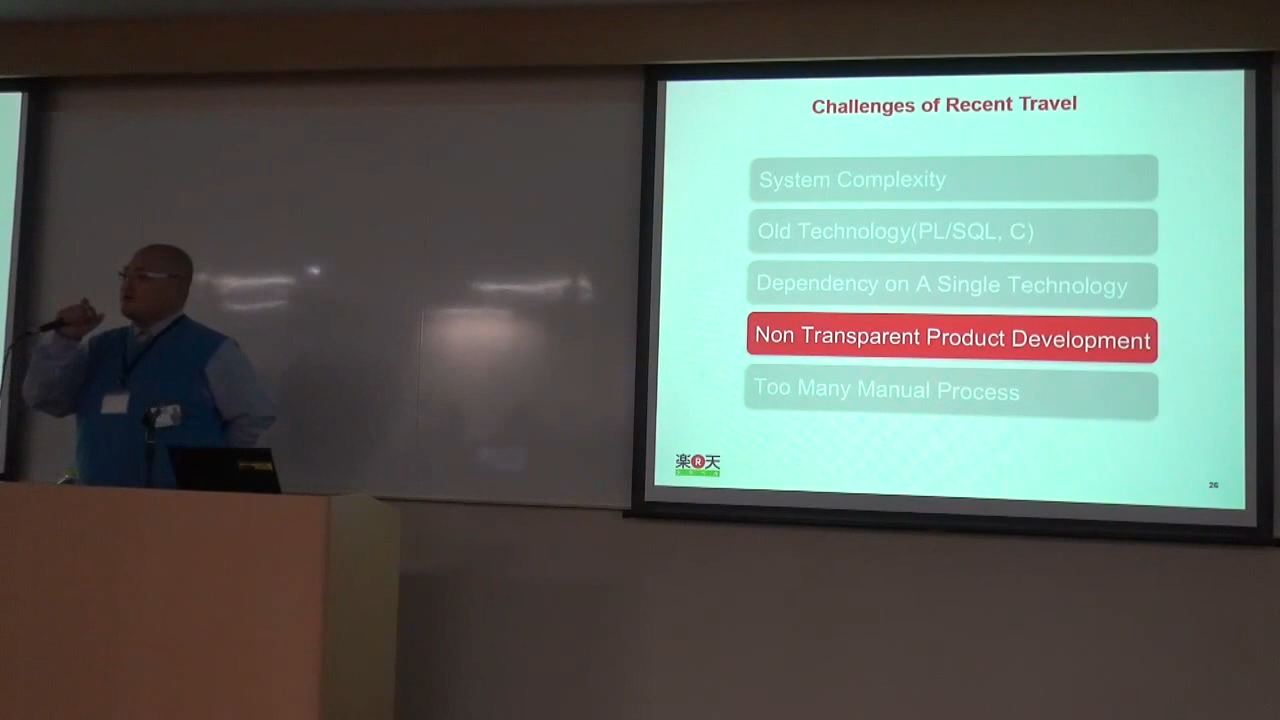 Challenges of Recent Travel
System Complexity
Old Technology(PL/SQL, C)
Dependency on A Single Technology
Non Transparent Product Development
Too Many Manual Process
楽R天
26